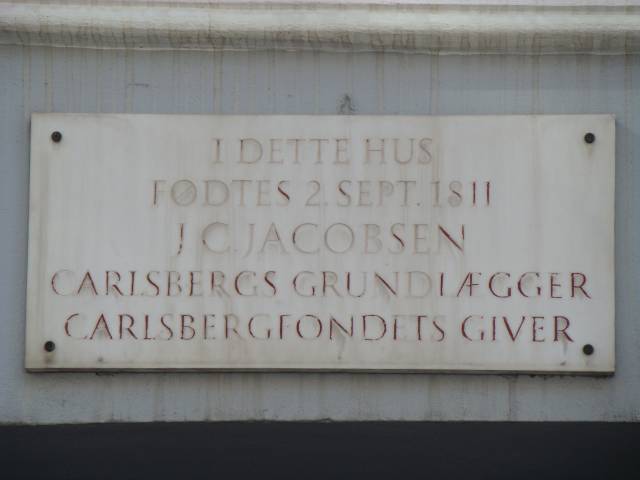 I DETTE HUS
FØDTES 2. SEPT. 1811
J C. JACOBSEN
CARLSBERGS GRUNDLÆGGER
CARLSBERGFONDETS GIVER